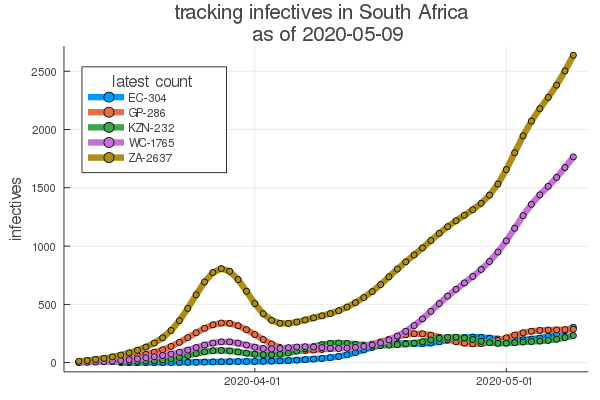 tracking infectives in South Africa
as of 2020-05-09
latest count
EC-304
GP-286
KZN-232
WC-1765
ZA-2637
infectives
2500
2000
1500
1000
500
0
2020-04-01
2020-05-01